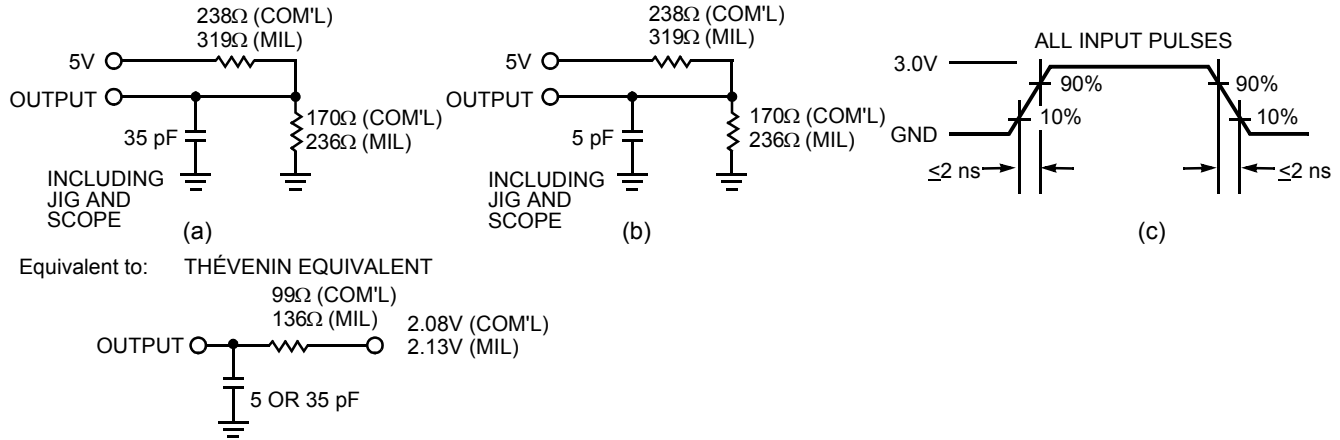 238Ω (COM'L)
319Ω (MIL)
5V
OUTPUT
35 pF
170Ω (COM'L)
236Ω (MIL)
INCLUDING
JIG AND
SCOPE
(a)
238Ω (COM'L)
319Ω (MIL)
5V
OUTPUT
5 pF
170Ω (COM'L)
236Ω (MIL)
INCLUDING
JIG AND
SCOPE
(b)
ALL INPUT PULSES
3.0V
90%
10%
GND
90%
10%
≤2 ns
≤2 ns
(c)
Equivalent to: THÉVENIN EQUIVALENT
99Ω (COM'L)
136Ω (MIL)
2.08V (COM'L)
2.13V (MIL)
OUTPUT
5 OR 35 pF